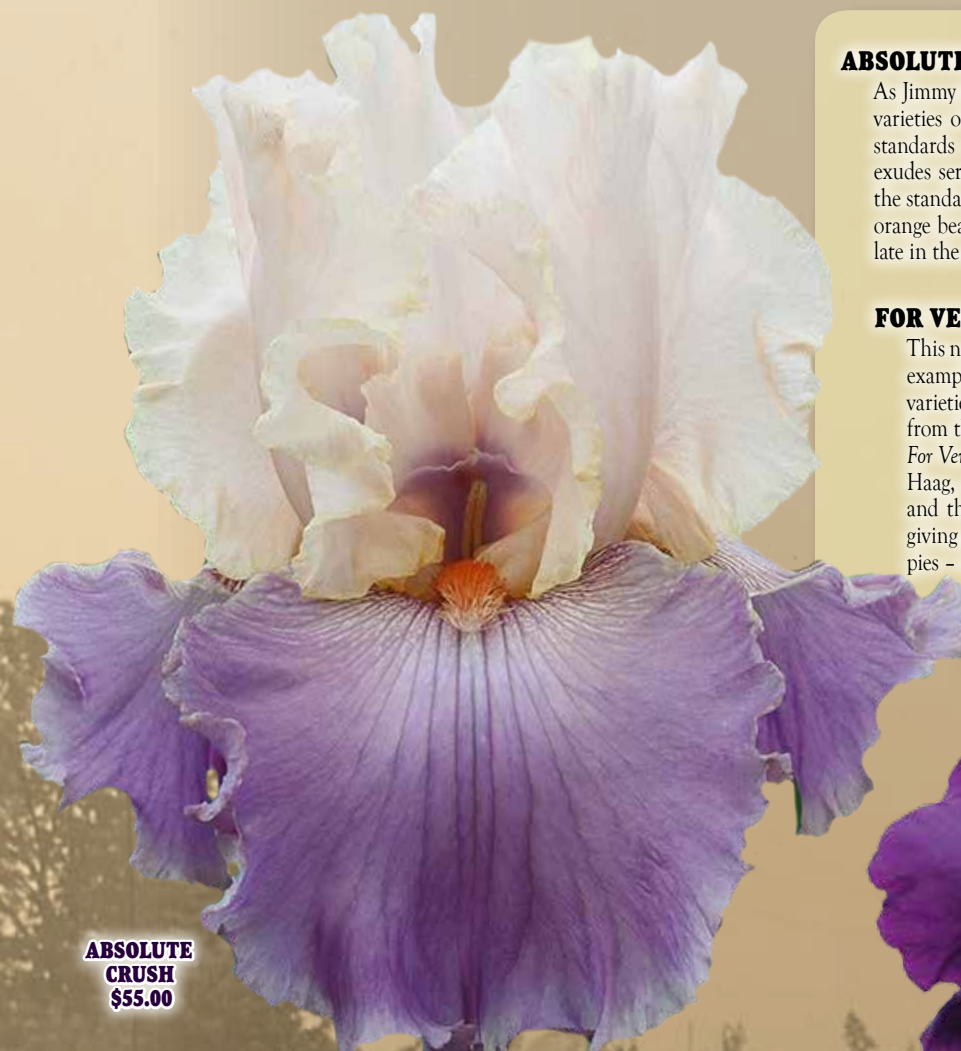 ABSOLUTE
As Jimmy
varieties o
standards
exudes ser
the standa
orange bea
late in the
FOR VE
This n
examp
varietie
from t
For Ver
Haag,
and th
giving
pies –
ABSOLUTE
CRUSH
$55.00